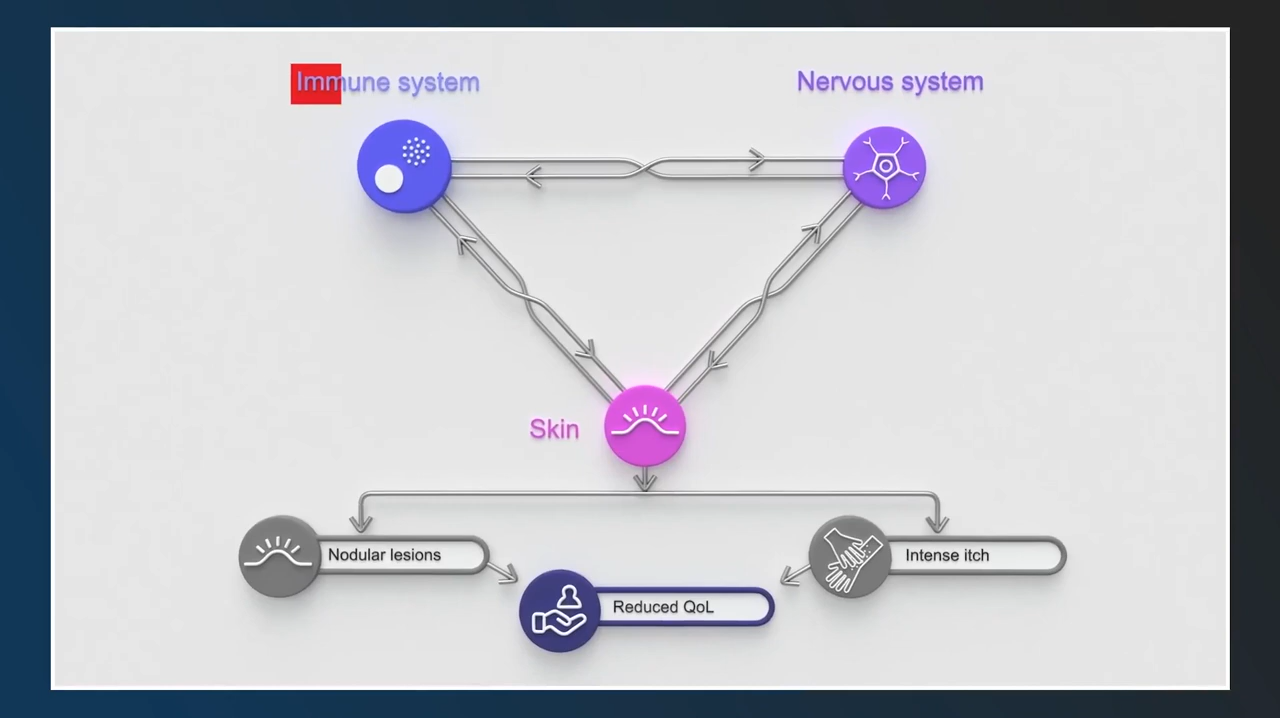 Immune system
Nervous system
Skin
Nodular lesions
Intense itch
Reduced QoL